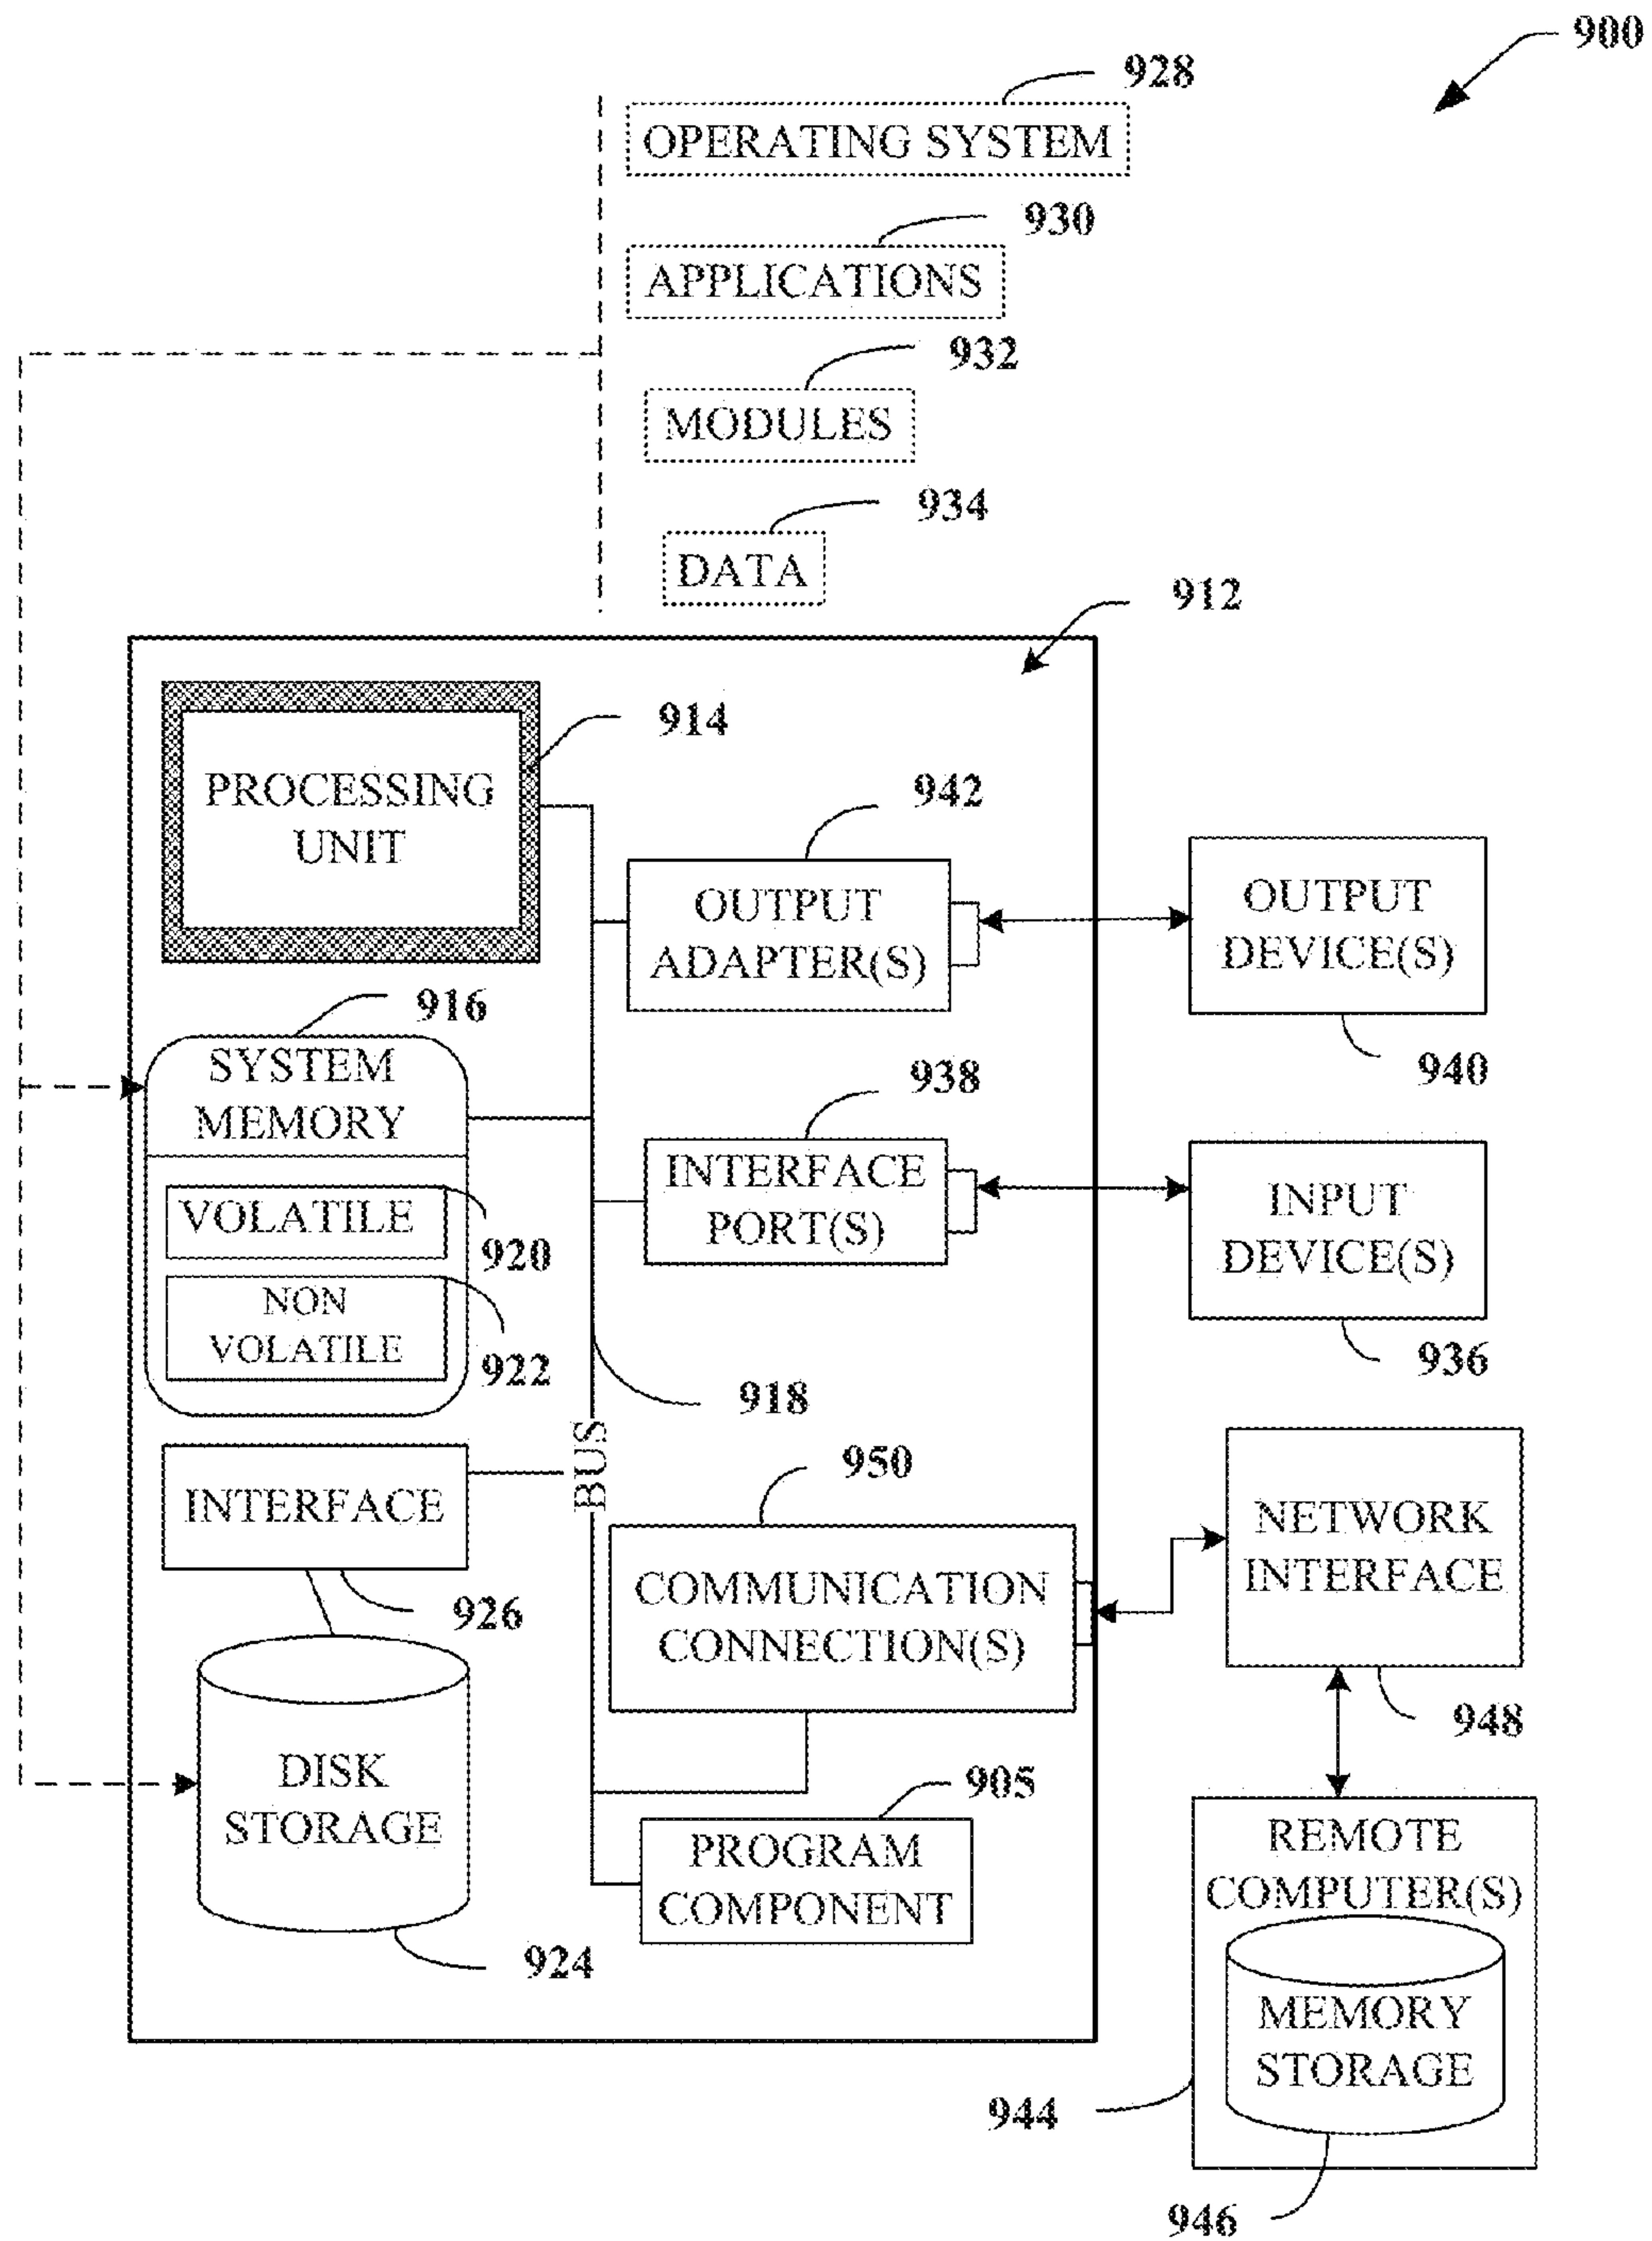 900
928
OPERATING SYSTEM
930
APPLICATIONS
932
MODULES
934
DATA
912
914
PROCESSING
UNIT
942
OUTPUT
ADAPTER(S)
OUTPUT
DEVICE(S)
940
916
SYSTEM
MEMORY
938
INTERFACE
PORT(S)
INPUT
DEVICE(S)
936
VOLATILE
920
NON
VOLATILE
922
918
BUS
INTERFACE
926
950
COMMUNICATION
CONNECTION(S)
NETWORK
INTERFACE
948
DISK
STORAGE
924
905
PROGRAM
COMPONENT
REMOTE
COMPUTER(S)
MEMORY
STORAGE
944
946